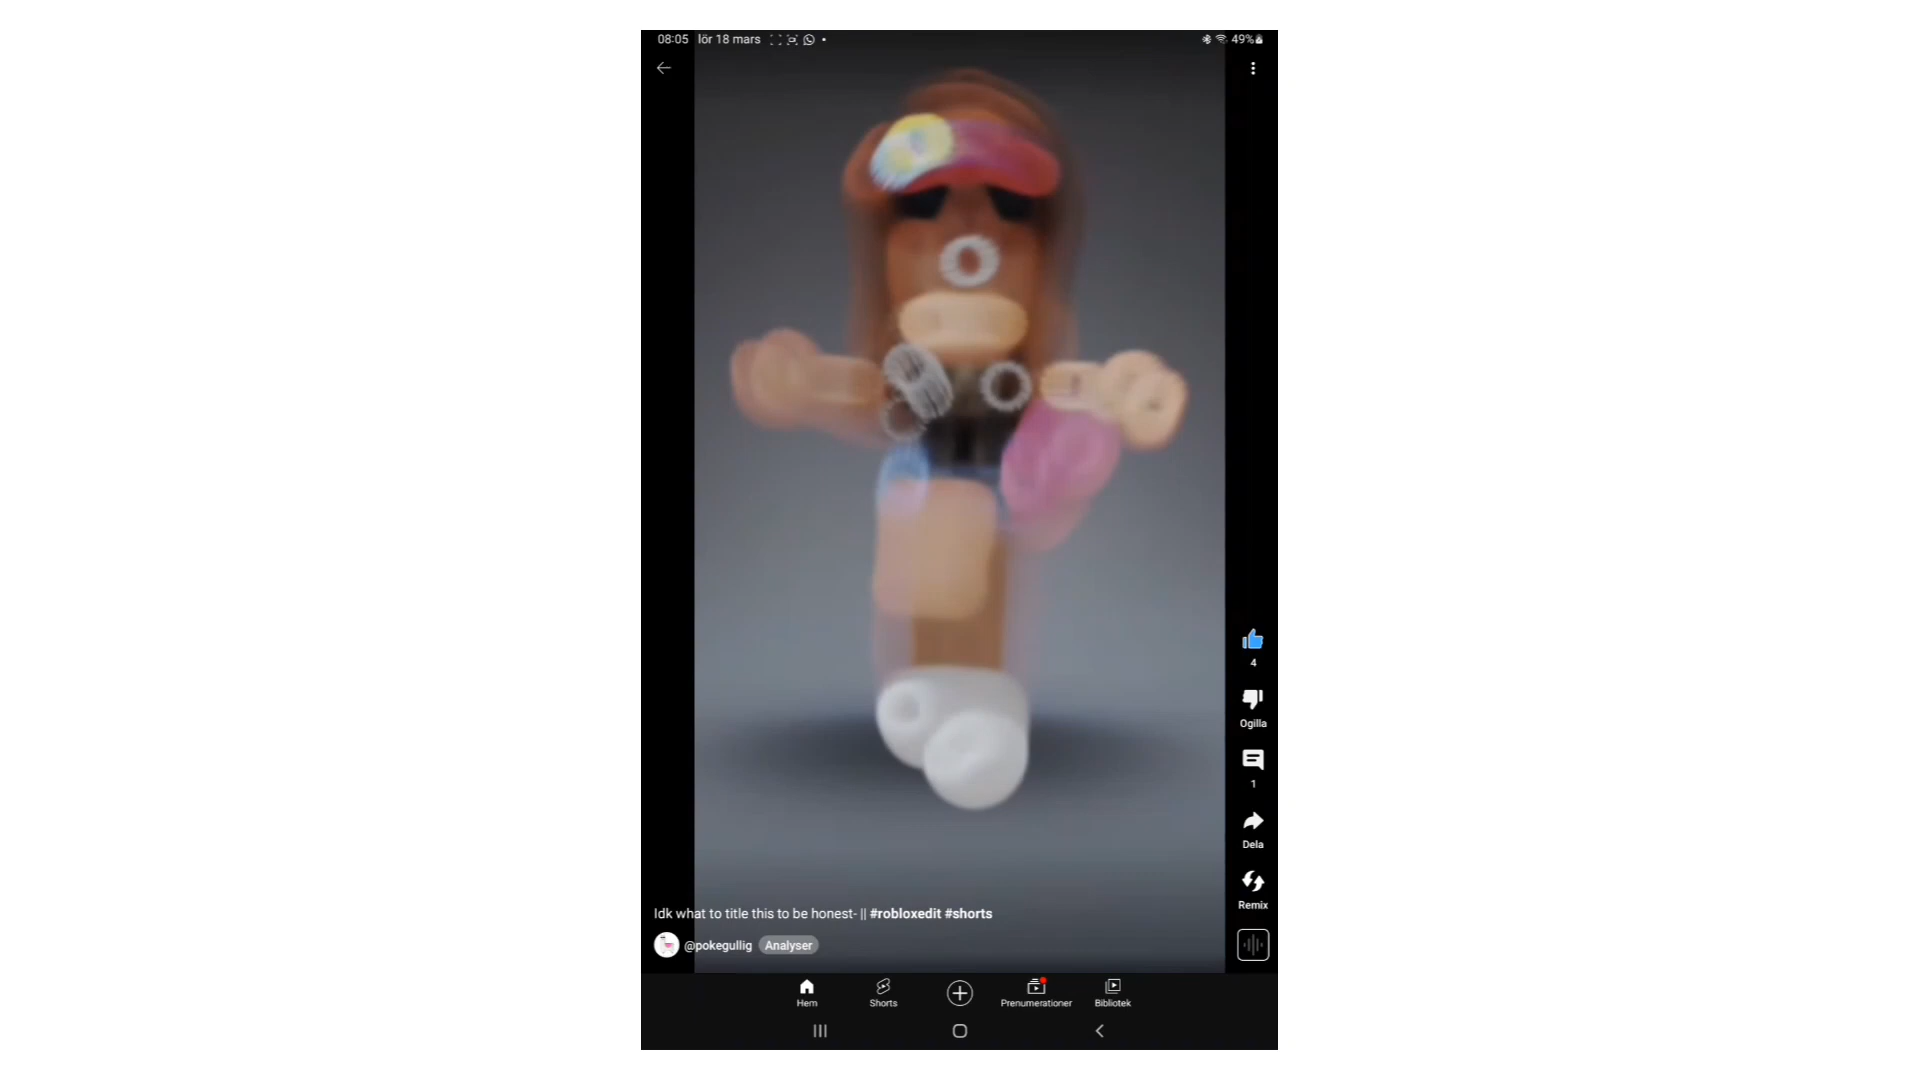 08:05 lör 18 mars
49%
4
Ogilla
1
Dela
Remix
Idk what to title this to be honest- || #robloxedit #shorts
@pokegullig Analyser
Hem
Shorts
Prenumerationer
Bibliotek